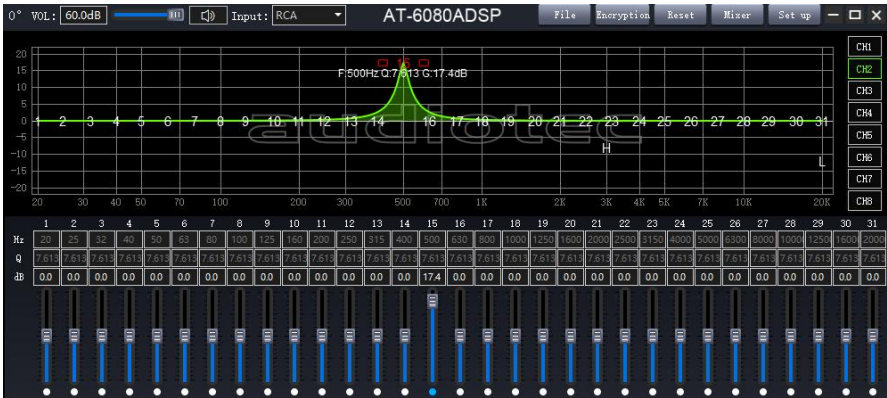 0° VOL: 60.0dB Input: RCA AT-6080ADSP File Encryption Reset Mixer Set up
CH1
CH2
CH3
CH4
CH5
CH6
CH7
CH8
20
15
10
5
0
-5
-10
-15
-20
15
F:500Hz Q:7.613 G:17.4dB
1 2 3 4 5 6 7 8 9 10 11 12 13 14 16 17 18 19 20 21 22 23 24 25 26 27 28 29 30 31
audiotec
H
L
20 30 40 50 70 100 200 300 400 500 700 1K 2K 3K 4K 5K 7K 10K 20K
1 2 3 4 5 6 7 8 9 10 11 12 13 14 15 16 17 18 19 20 21 22 23 24 25 26 27 28 29 30 31
Hz 20 25 32 40 50 63 80 100 125 160 200 250 315 400 500 630 800 1000 1250 1600 2000 2500 3150 4000 5000 6300 8000 1000 1250 1600 2000
Q 7.613 7.613 7.613 7.613 7.613 7.613 7.613 7.613 7.613 7.613 7.613 7.613 7.613 7.613 7.613 7.613 7.613 7.613 7.613 7.613 7.613 7.613 7.613 7.613 7.613 7.613 7.613 7.613 7.613 7.613 7.613
dB 0.0 0.0 0.0 0.0 0.0 0.0 0.0 0.0 0.0 0.0 0.0 0.0 0.0 0.0 17.4 0.0 0.0 0.0 0.0 0.0 0.0 0.0 0.0 0.0 0.0 0.0 0.0 0.0 0.0 0.0 0.0